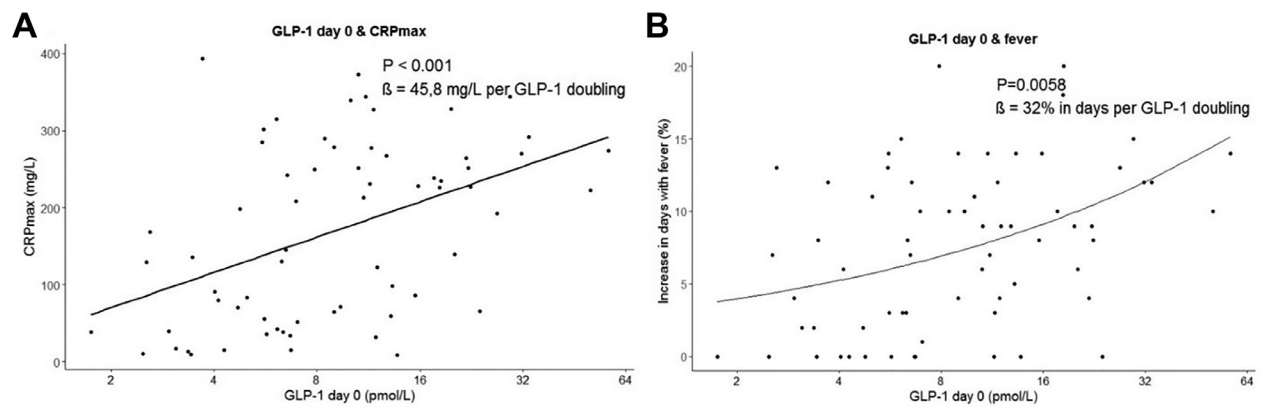 A
GLP-1 day 0 & CRPmax
P < 0.001
ß = 45,8 mg/L per GLP-1 doubling
CRPmax (mg/L)
400
300
200
100
0
2 4 8 16 32 64
GLP-1 day 0 (pmol/L)
B
GLP-1 day 0 & fever
P=0.0058
ß = 32% in days per GLP-1 doubling
Increase in days with fever (%)
20
15
10
5
0
2 4 8 16 32 64
GLP-1 day 0 (pmol/L)